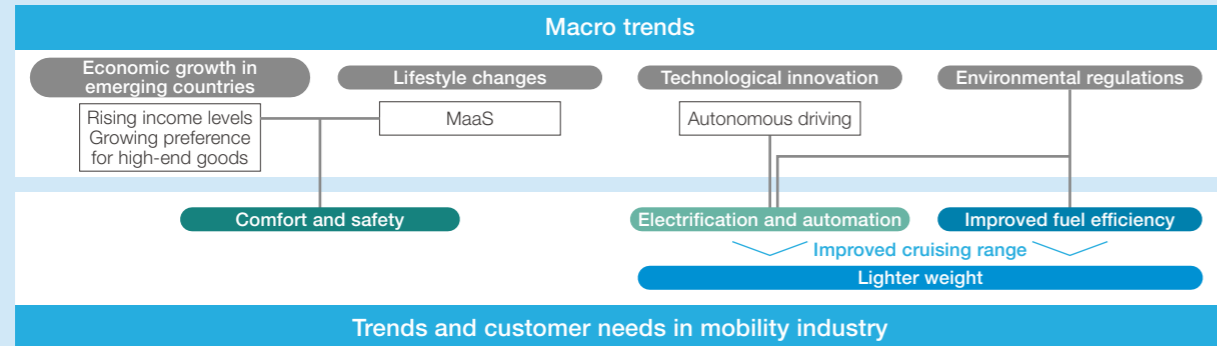 Macro trends
Economic growth in
emerging countries
Lifestyle changes
Technological innovation
Environmental regulations
Rising income levels
Growing preference
for high-end goods
MaaS
Autonomous driving
Comfort and safety
Electrification and automation
Improved fuel efficiency
Improved cruising range
Lighter weight
Trends and customer needs in mobility industry